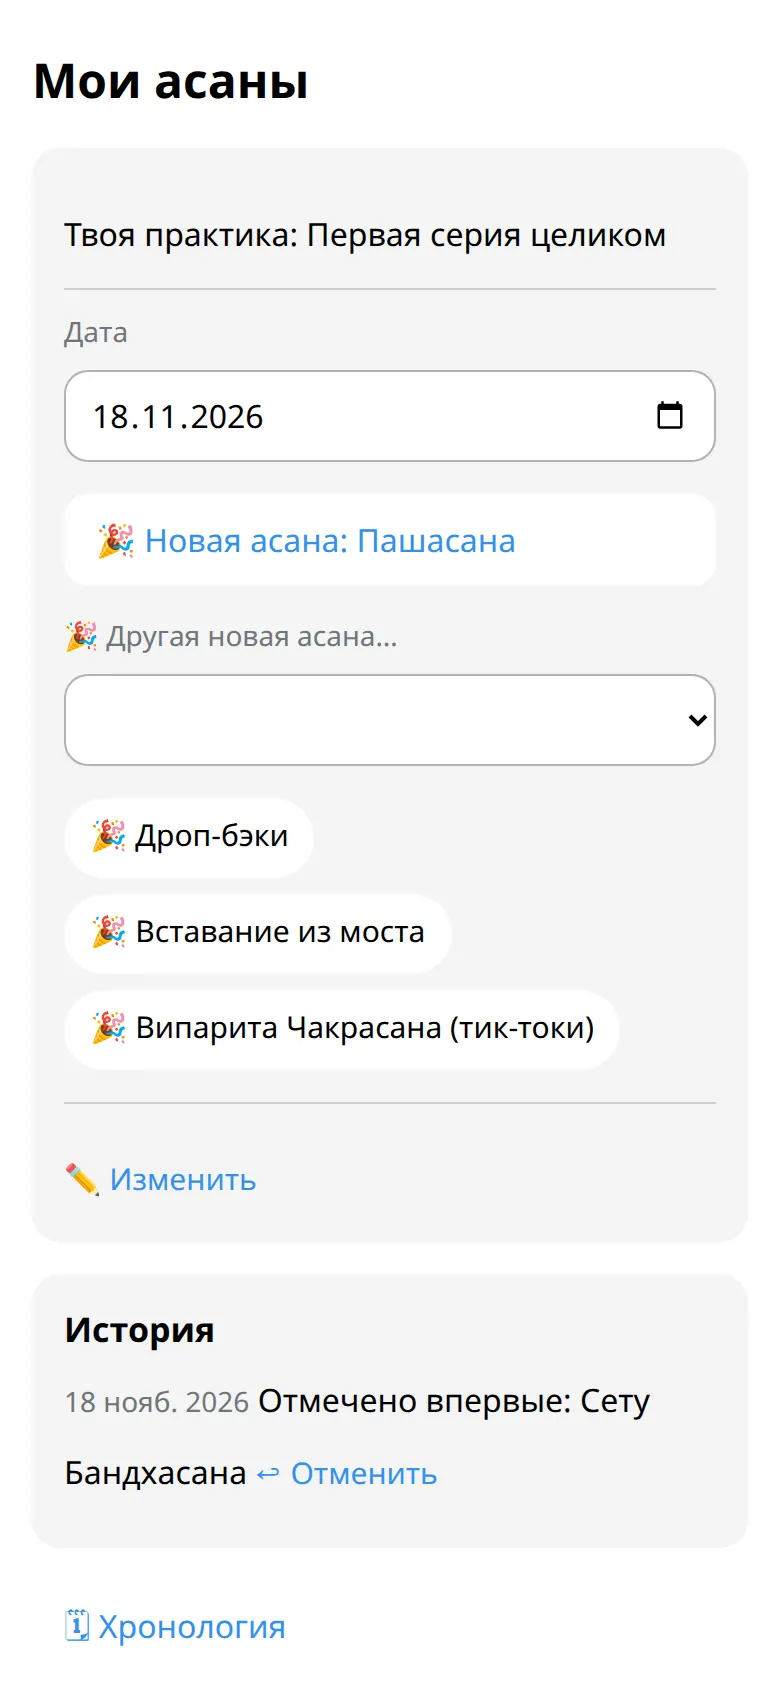 Мои асаны
Твоя практика: Первая серия целиком
Дата
18.11.2026
🎉 Новая асана: Пашасана
🎉 Другая новая асана...
🎉 Дроп-бэки
🎉 Вставание из моста
🎉 Випарита Чакрасана (тик-токи)
✏️ Изменить
История
18 нояб. 2026 Отмечено впервые: Сету
Бандхасана ↩ Отменить
🗓 Хронология